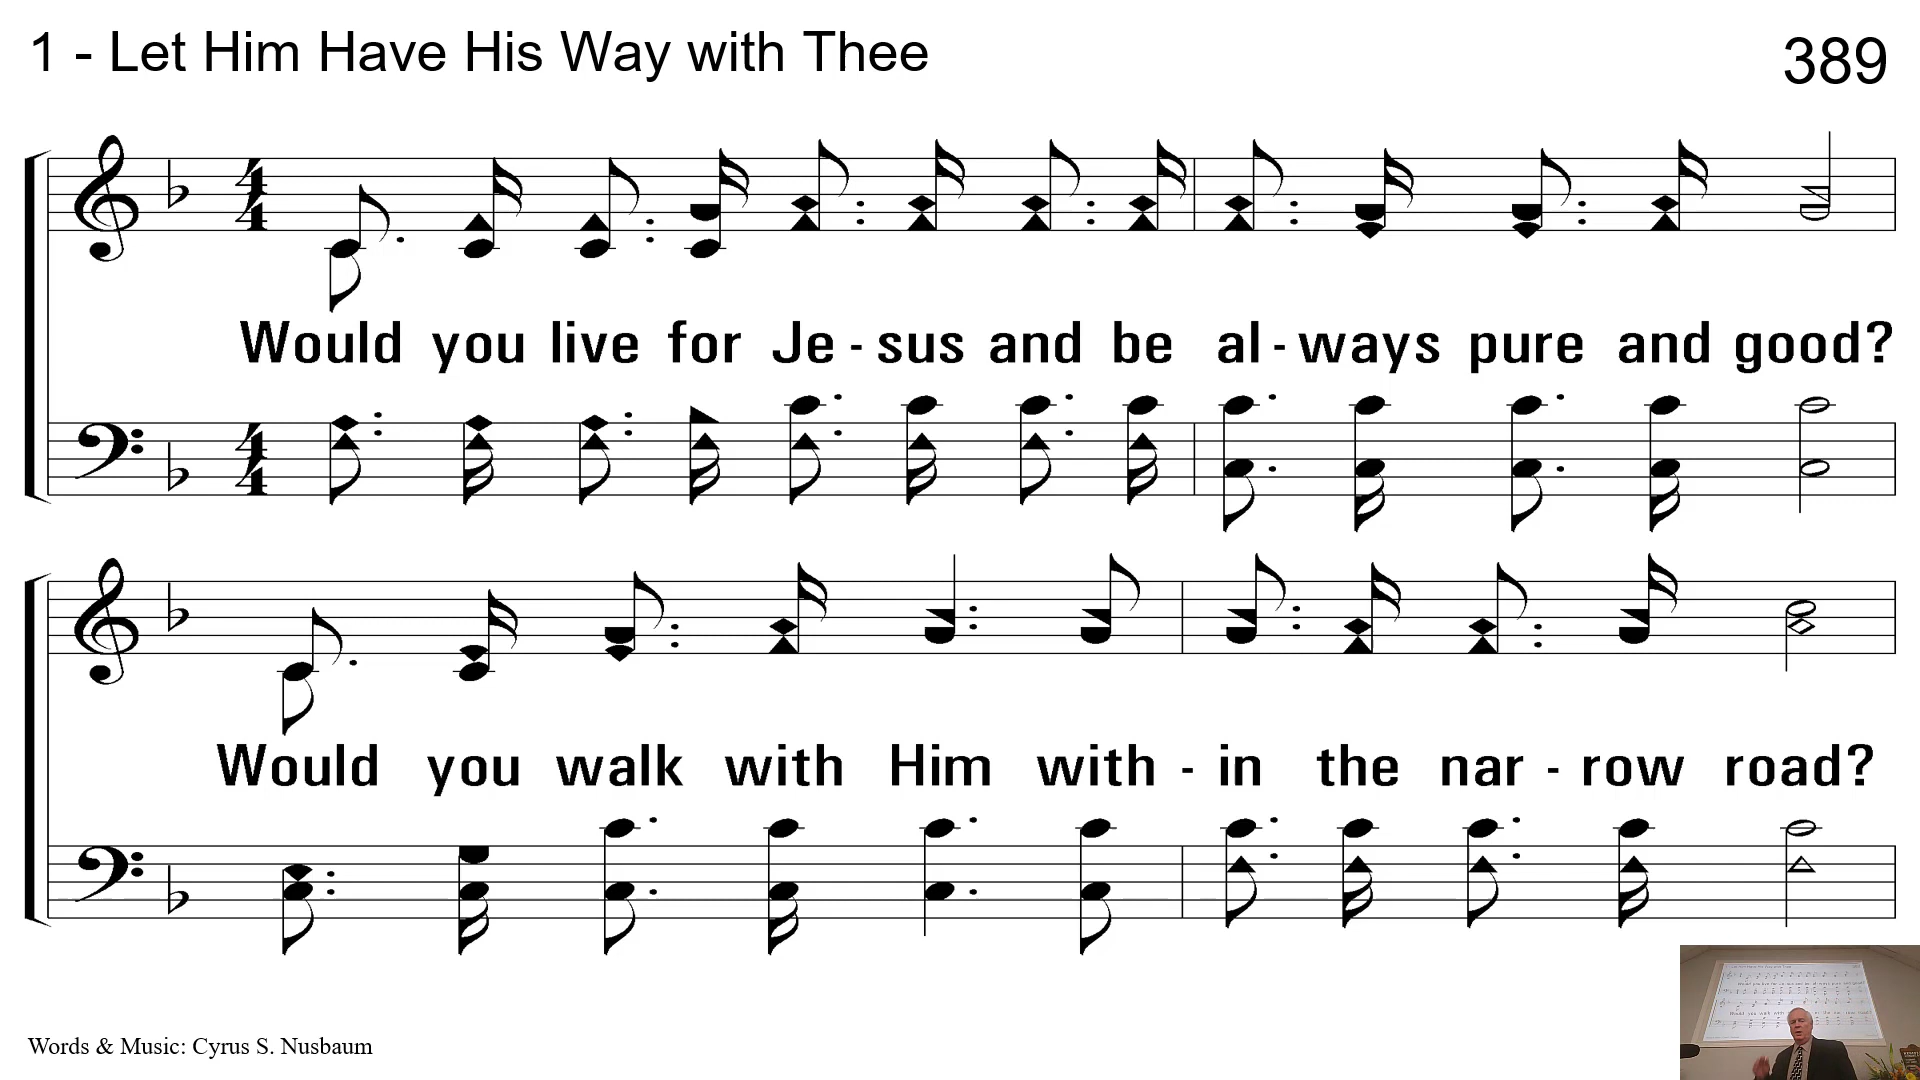 1 - Let Him Have His Way with Thee
389
Would you live for Je - sus and be al - ways pure and good?
Would you walk with Him with - in the nar - row road?
Words & Music: Cyrus S. Nusbaum